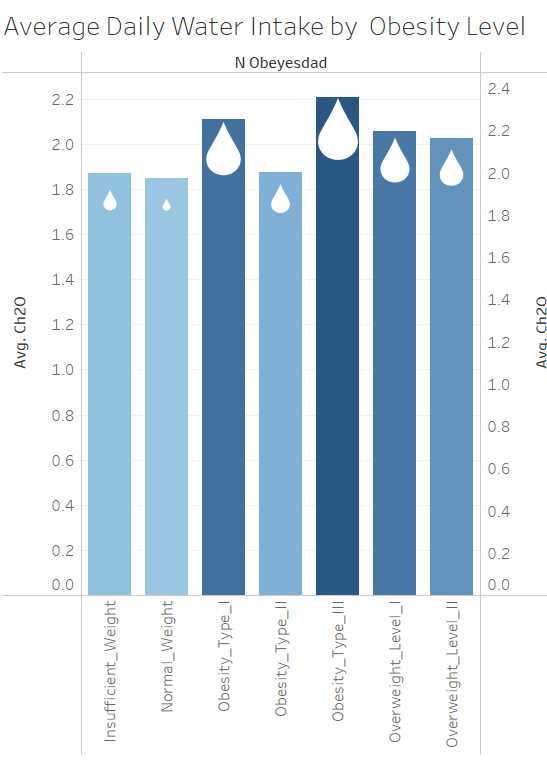 Average Daily Water Intake by  Obesity Level
N Obeyesdad
Avg. Ch2O
2.2
2.0
1.8
1.6
1.4
1.2
1.0
0.8
0.6
0.4
0.2
0.0
2.4
2.2
2.0
1.8
1.6
1.4
1.2
1.0
0.8
0.6
0.4
0.2
0.0
Avg. Ch2O
Insufficient_Weight
Normal_Weight
Obesity_Type_I
Obesity_Type_II
Obesity_Type_III
Overweight_Level_I
Overweight_Level_II